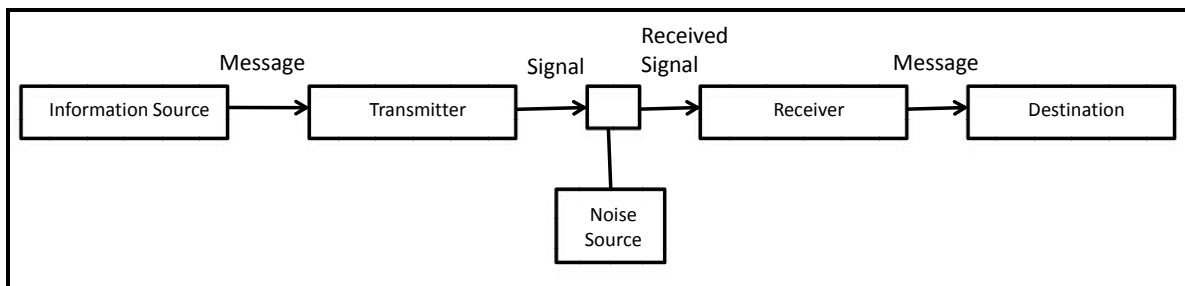 Message
Signal
Received
Signal
Message
Information Source
Transmitter
Receiver
Destination
Noise
Source